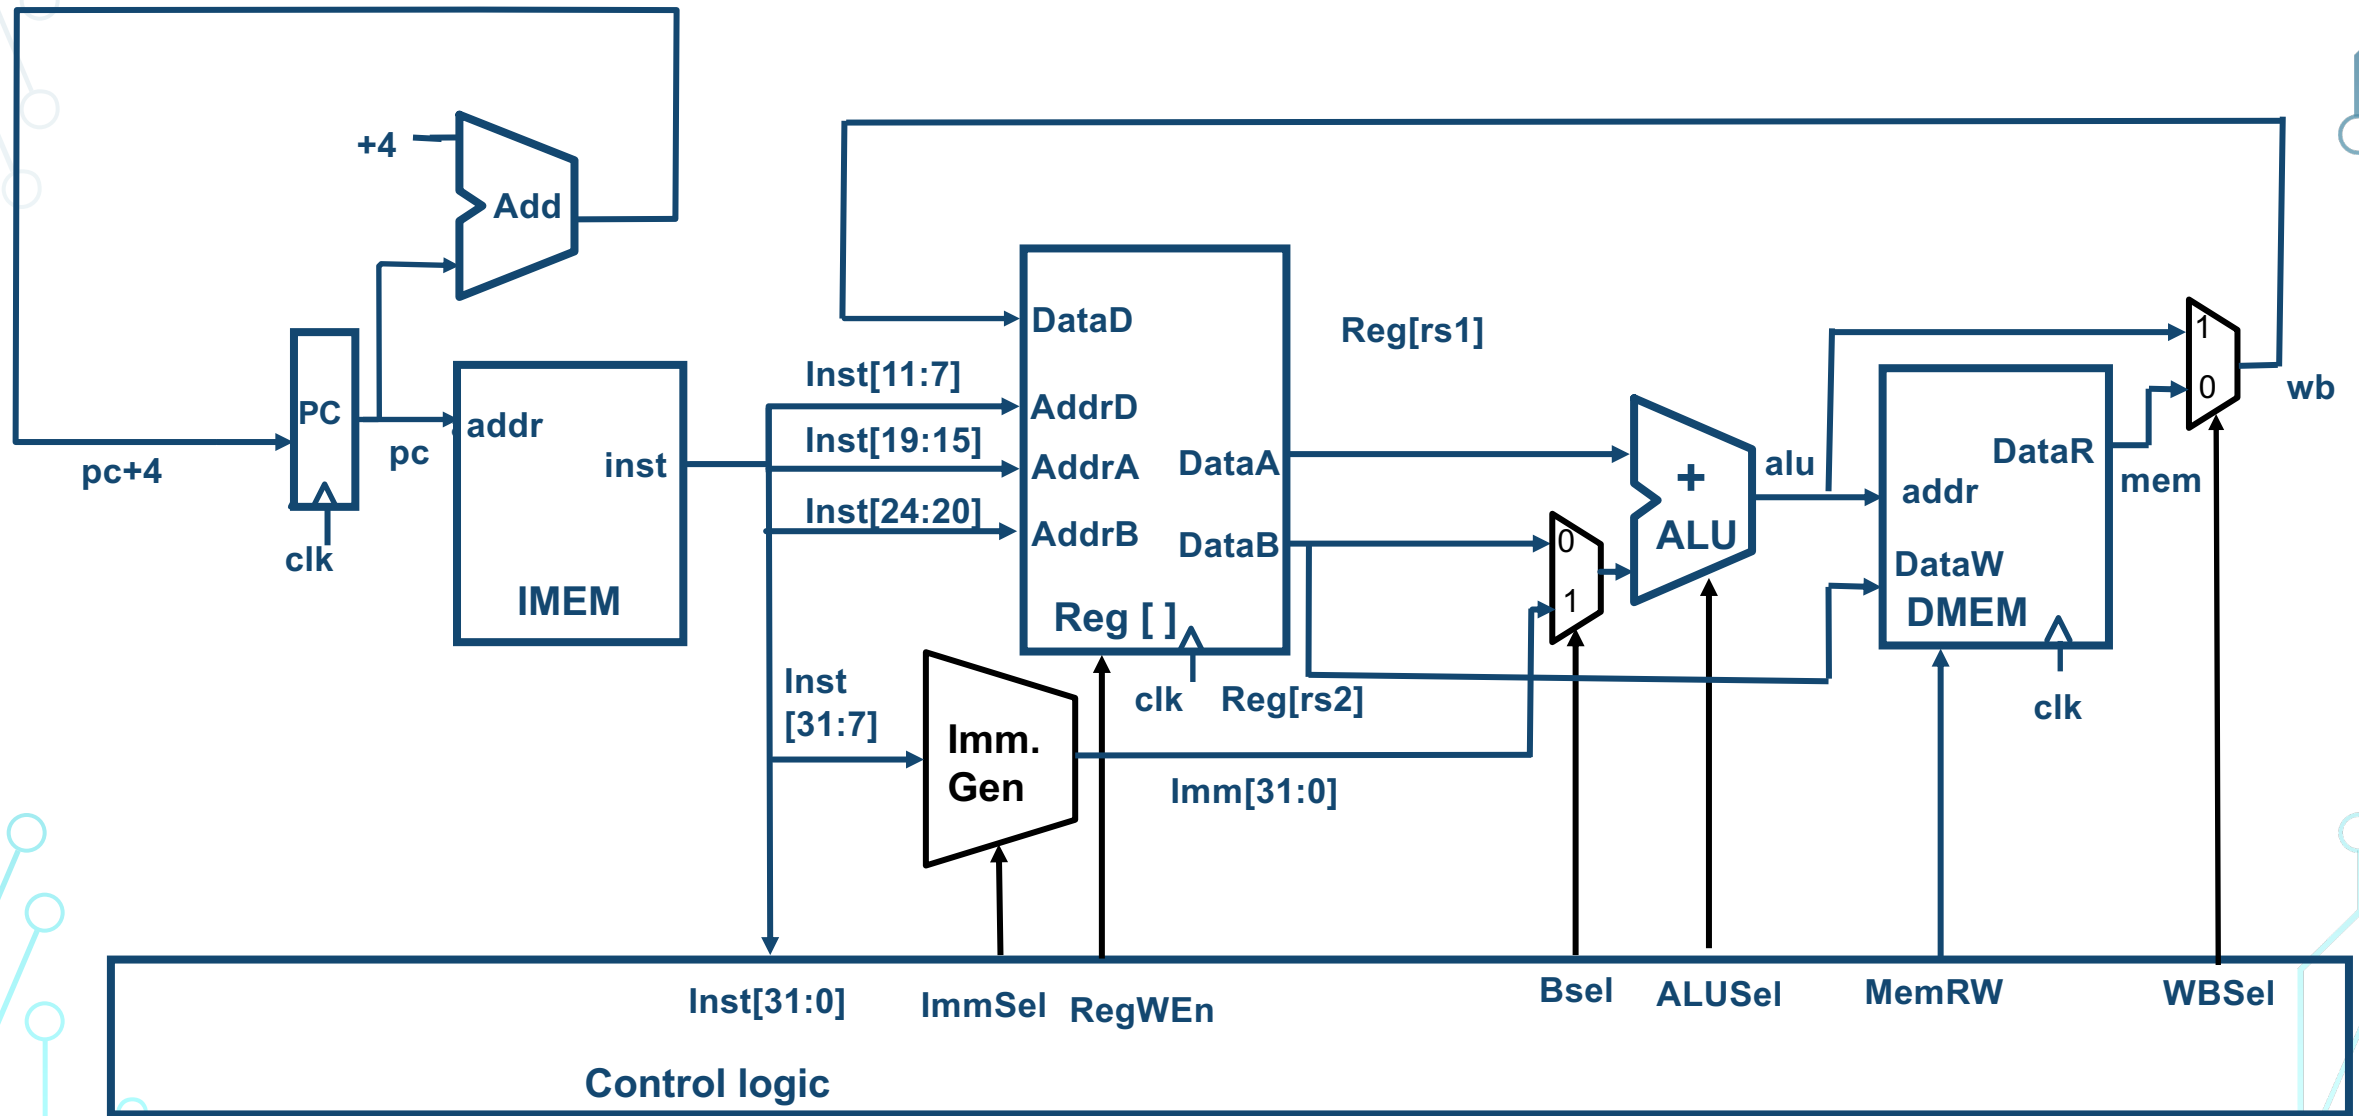 +4
Add
DataD
Reg[rs1]
1
Inst[11:7]
0
wb
PC
addr
AddrD
Inst[19:15]
pc
pc+4
inst
AddrA
DataA
+
alu
DataR
mem
addr
Inst[24:20]
AddrB
DataB
0
ALU
clk
DataW
IMEM
Reg [ ]
1
DMEM
Inst
[31:7]
clk
Reg[rs2]
clk
Imm.
Gen
Imm[31:0]
Inst[31:0]
ImmSel
RegWEn
Bsel
ALUSel
MemRW
WBSel
Control logic